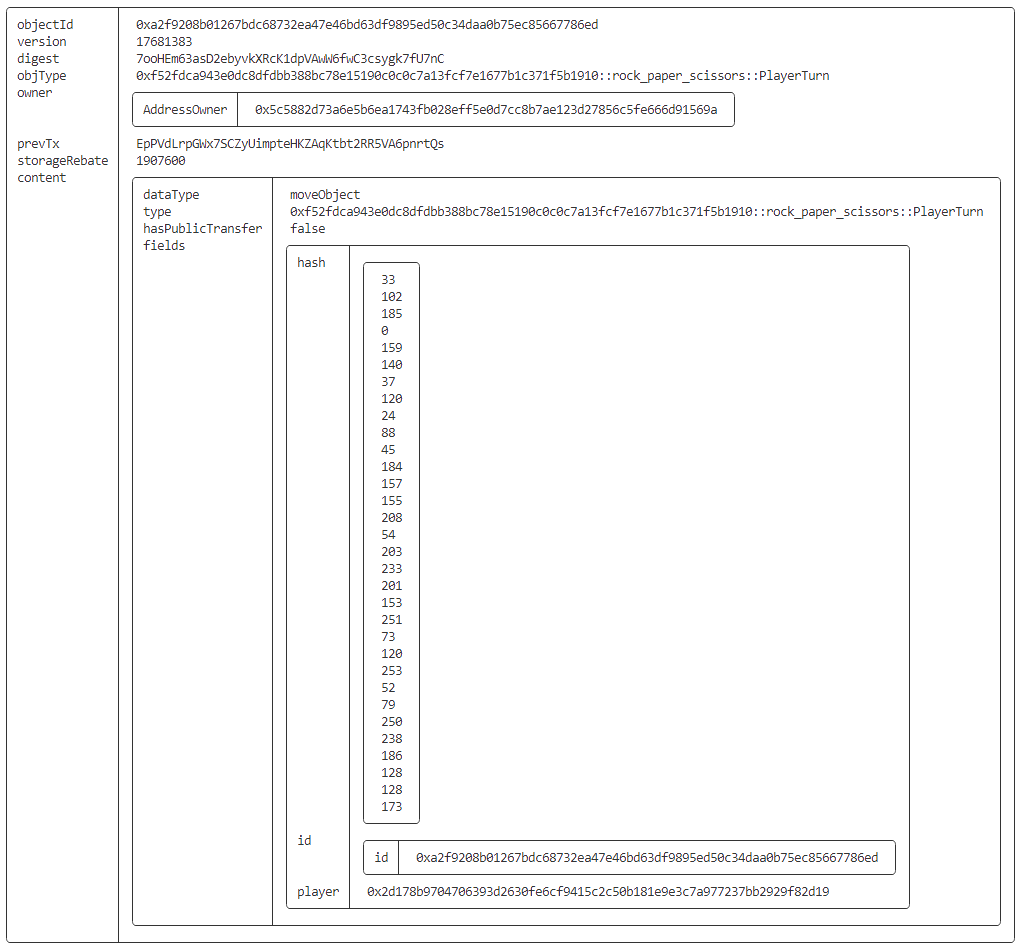 objectId 0xa2f9208b01267bdc68732ea47e46bd63df9895ed50c34daa0b75ec85667786ed
version 17681383
digest 7ooHEm63asD2ebyvkXRcK1dpVAwW6fwC3csygk7fU7nC
objType 0xf52fdca943e0dc8dfdbb388bc78e15190c0c0c7a13fcf7e1677b1c371f5b1910::rock_paper_scissors::PlayerTurn
owner
AddressOwner 0x5c5882d73a6e5b6ea1743fb028eff5e0d7cc8b7ae123d27856c5fe666d91569a
prevTx EpPVdLrpGWx7SCZyUimpteHKZAqKtbt2RR5VA6pnrtQs
storageRebate 1907600
content
dataType moveObject
type 0xf52fdca943e0dc8dfdbb388bc78e15190c0c0c7a13fcf7e1677b1c371f5b1910::rock_paper_scissors::PlayerTurn
hasPublicTransfer false
fields
hash
33
102
185
0
159
140
37
120
24
88
45
184
157
155
208
54
203
233
201
153
251
73
120
253
52
79
250
238
186
128
128
173
id
id 0xa2f9208b01267bdc68732ea47e46bd63df9895ed50c34daa0b75ec85667786ed
player 0x2d178b9704706393d2630fe6cf9415c2c50b181e9e3c7a977237bb2929f82d19